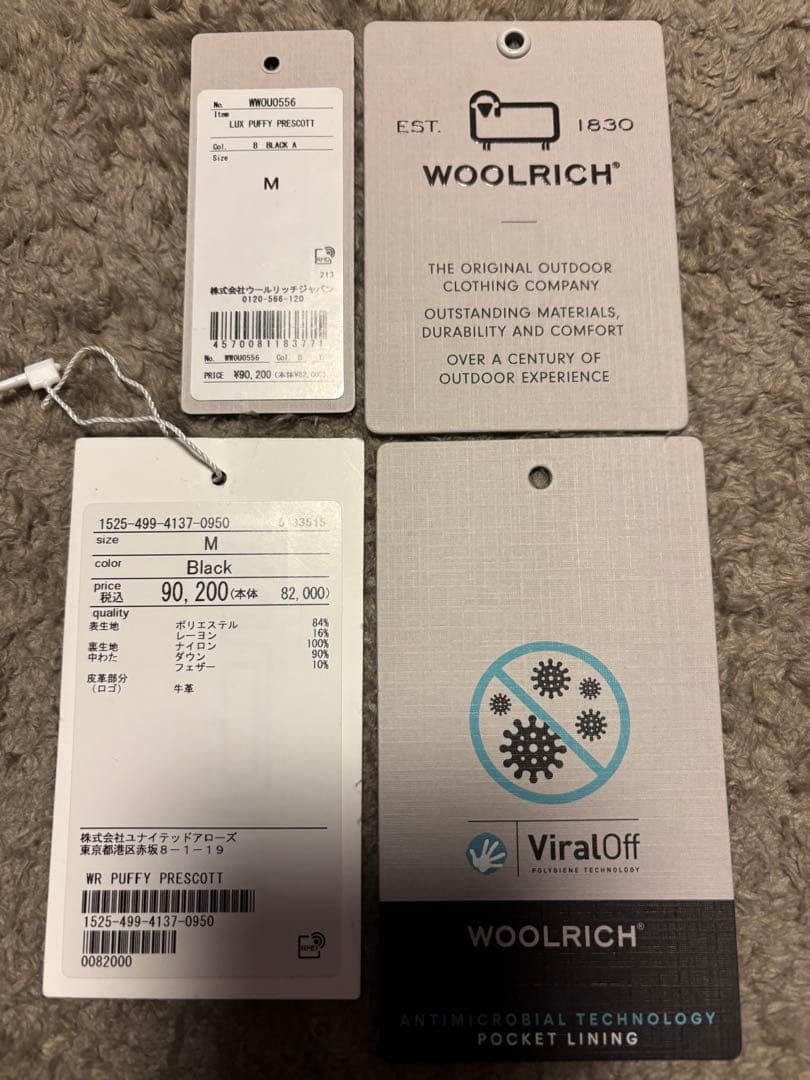 No. WWOU0556
Item
LUX PUFFY PRESCOTT
Col. B BLACK A
Size
M
213
株式会社ウールリッチジャパン
0120-566-120
4570081183771
No. WWOU0556 Col. B
PRICE ¥90,200 (本体¥82,000)
EST. 1830
WOOLRICH®
THE ORIGINAL OUTDOOR
CLOTHING COMPANY
OUTSTANDING MATERIALS,
DURABILITY AND COMFORT
OVER A CENTURY OF
OUTDOOR EXPERIENCE
1525-499-4137-0950
size M
color Black
price
税込 90,200(本体 82,000)
quality
表生地 ポリエステル 84%
レーヨン 16%
裏生地 ナイロン 100%
中わた ダウン 90%
フェザー 10%
皮革部分
(ロゴ) 牛革
株式会社ユナイテッドアローズ
東京都港区赤坂8-1-19
WR PUFFY PRESCOTT
1525-499-4137-0950
0082000
RFID
ViralOff
POLYGIENE TECHNOLOGY
WOOLRICH®
ANTIMICROBIAL TECHNOLOGY
POCKET LINING